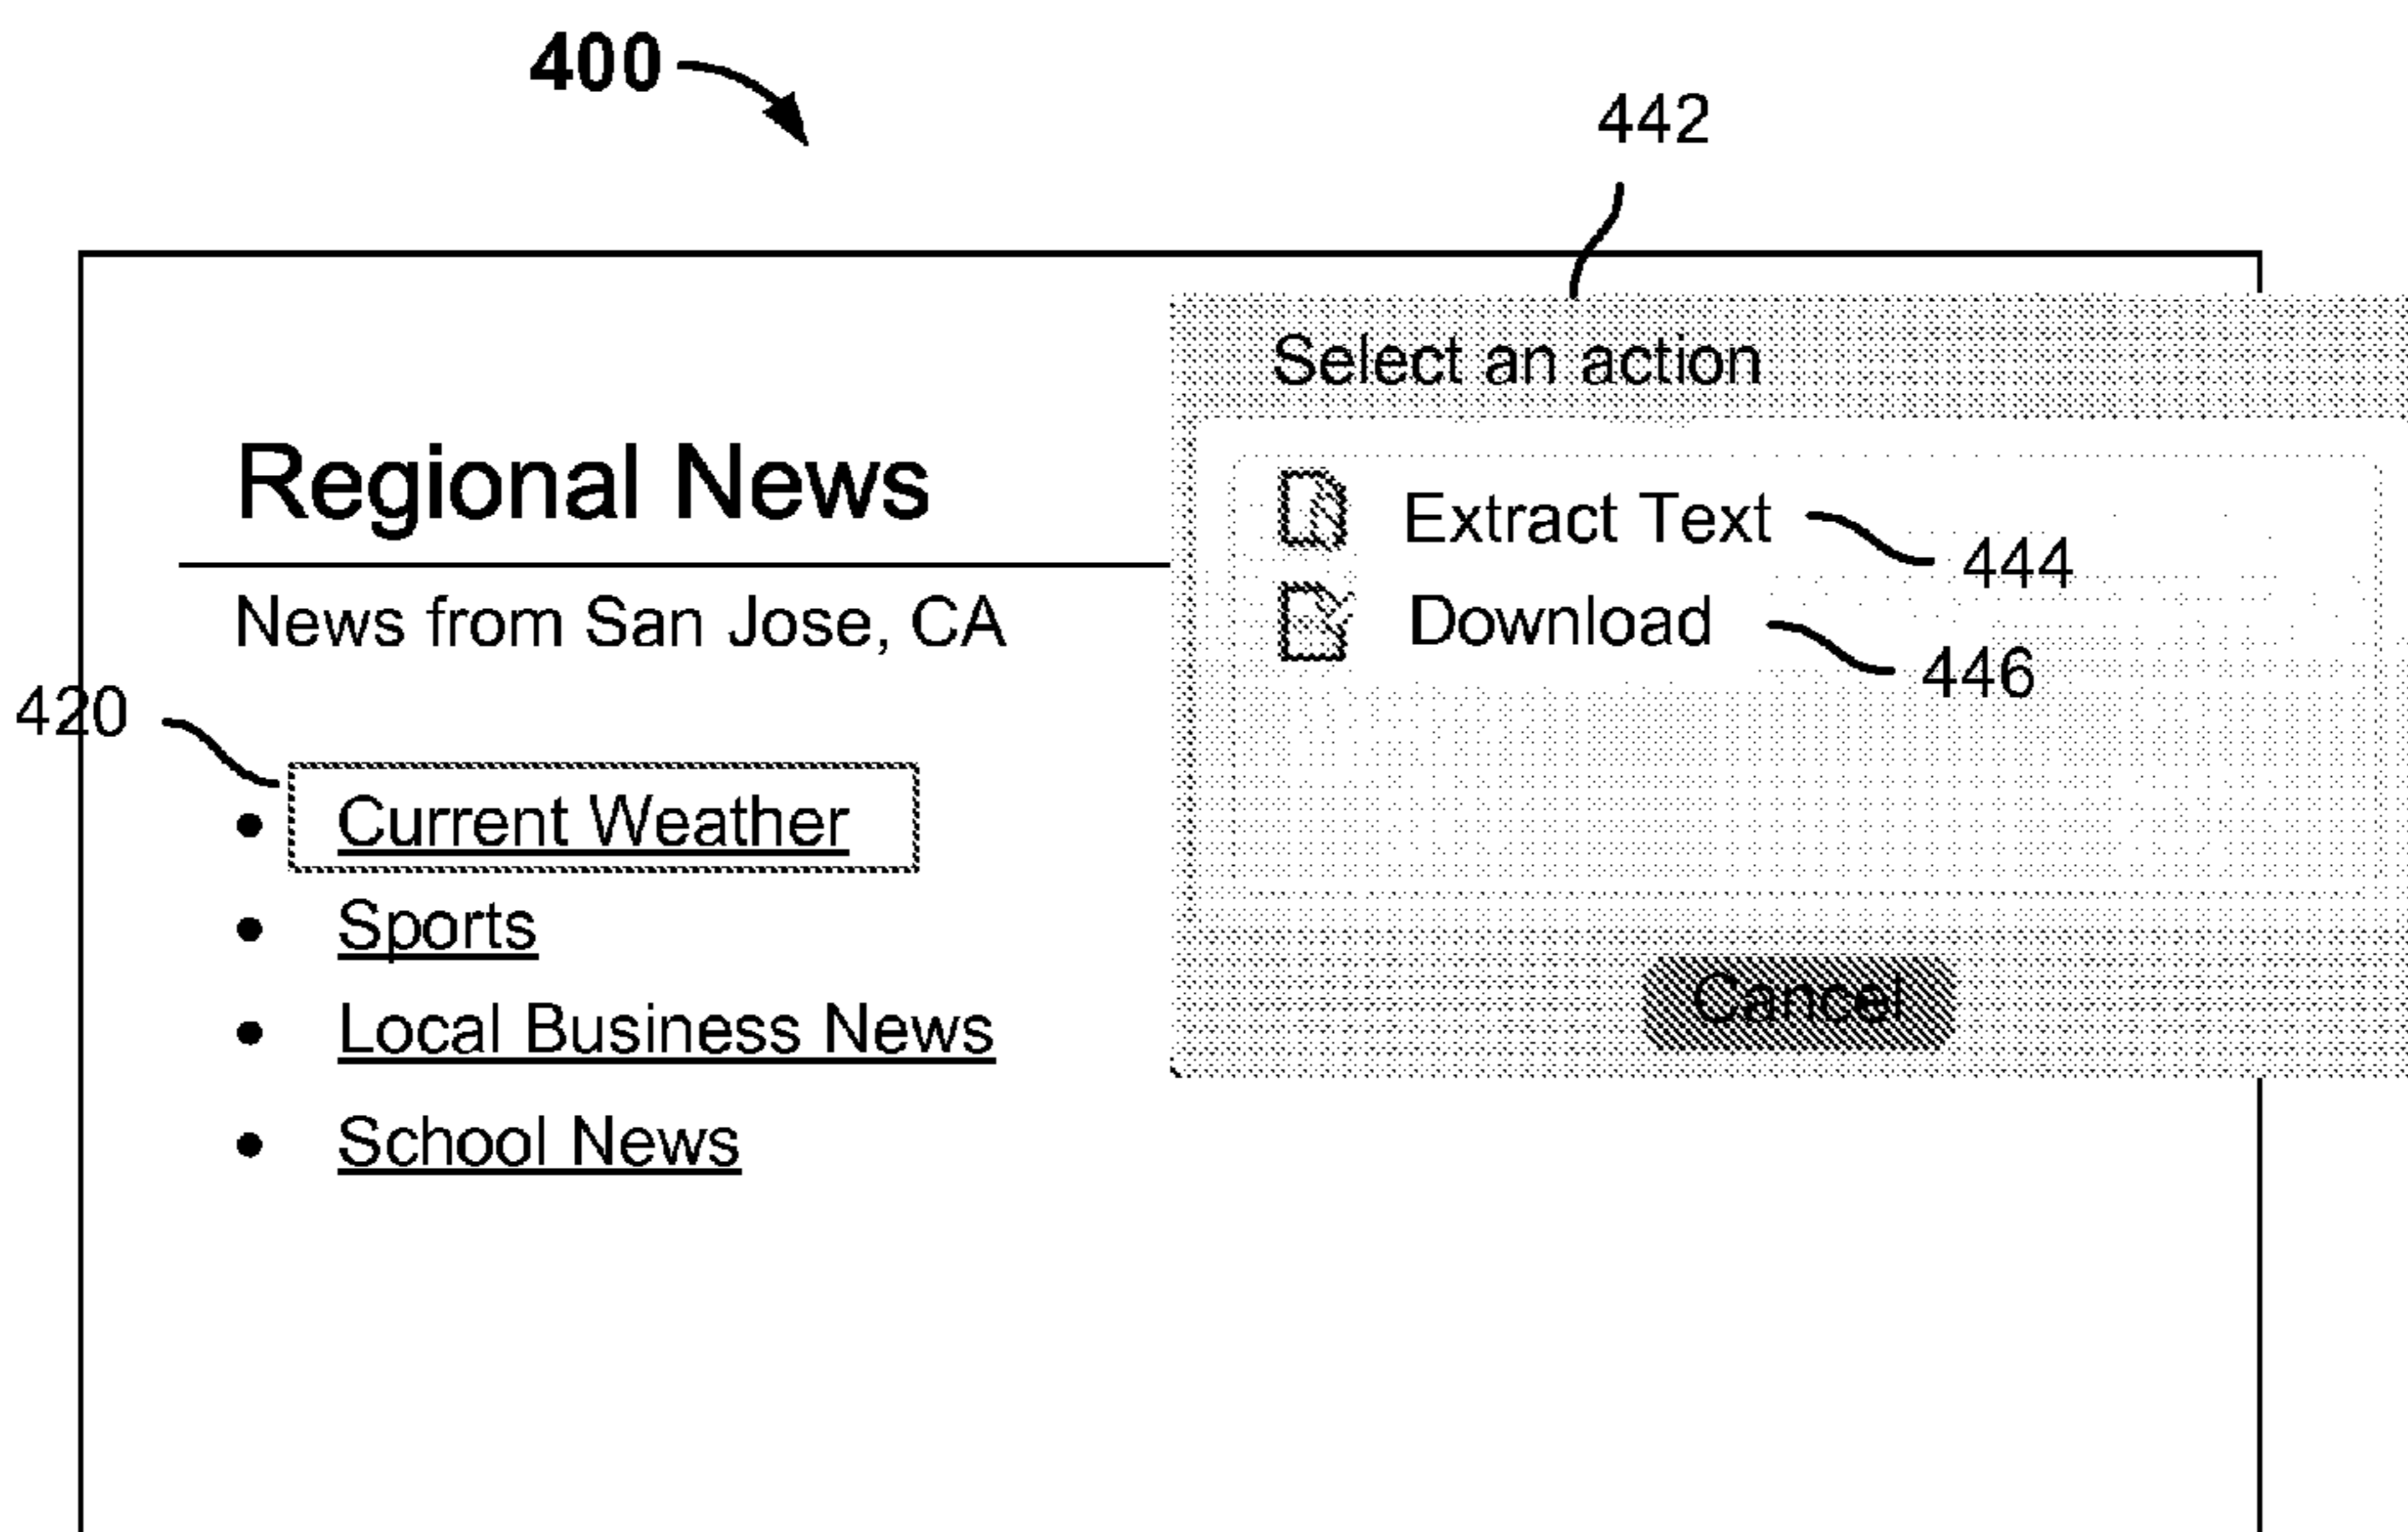 400
442
Select an action
Regional News
Extract Text
444
News from San Jose, CA
Download
446
420
• Current Weather
• Sports
Cancel
• Local Business News
• School News